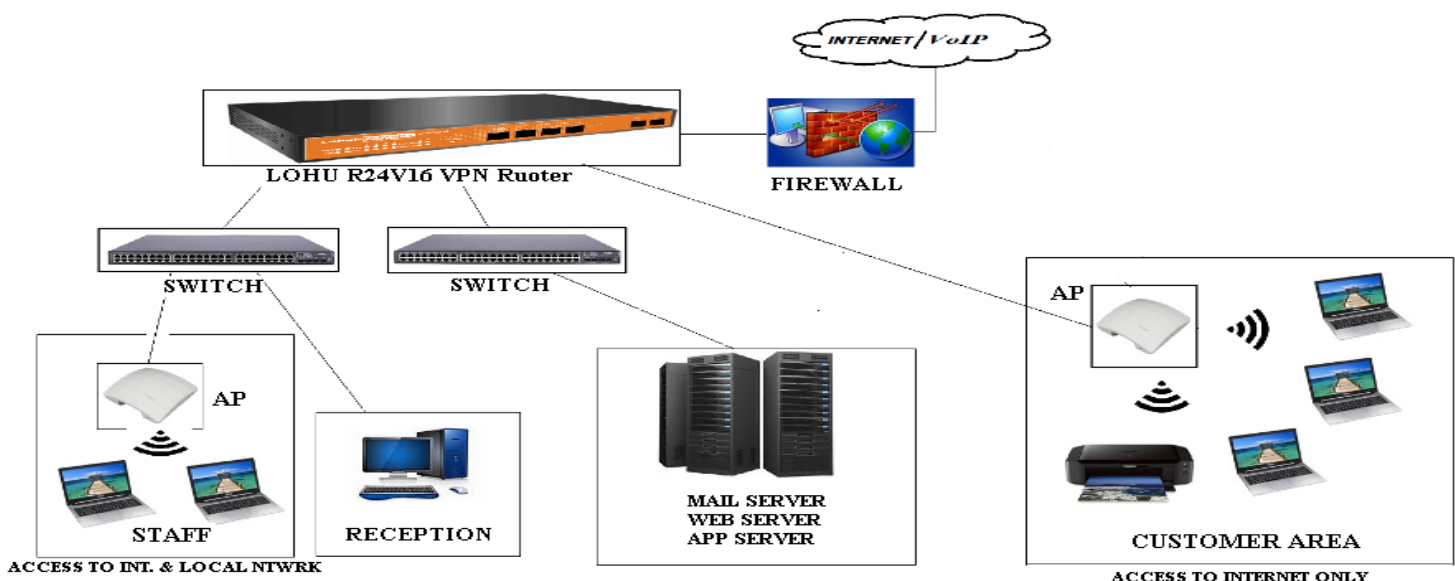 INTERNET/VoIP
LOHU R24V16 VPN Ruoter
FIREWALL
SWITCH
SWITCH
AP
AP
STAFF
RECEPTION
MAIL SERVER
WEB SERVER
APP SERVER
CUSTOMER AREA
ACCESS TO INT. & LOCAL NTWRK
ACCESS TO INTERNET ONLY